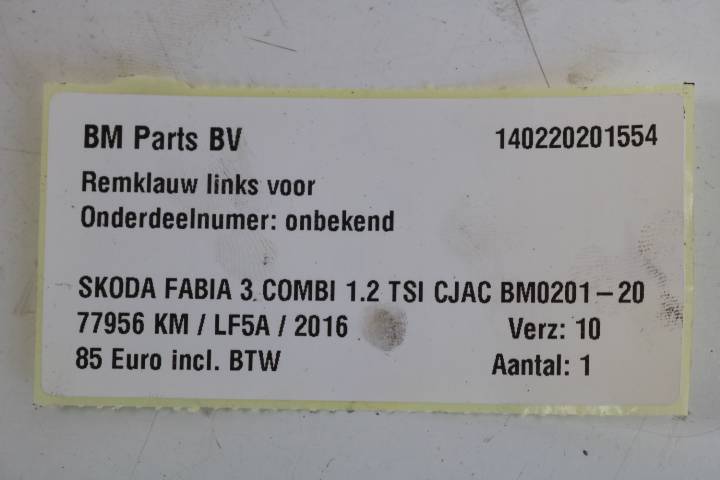 BM Parts BV 140220201554
Remklauw links voor
Onderdeelnumer: onbekend
SKODA FABIA 3 COMBI 1.2 TSI CJAC BM0201-20
77956 KM / LF5A / 2016 Verz: 10
85 Euro incl. BTW Aantal: 1